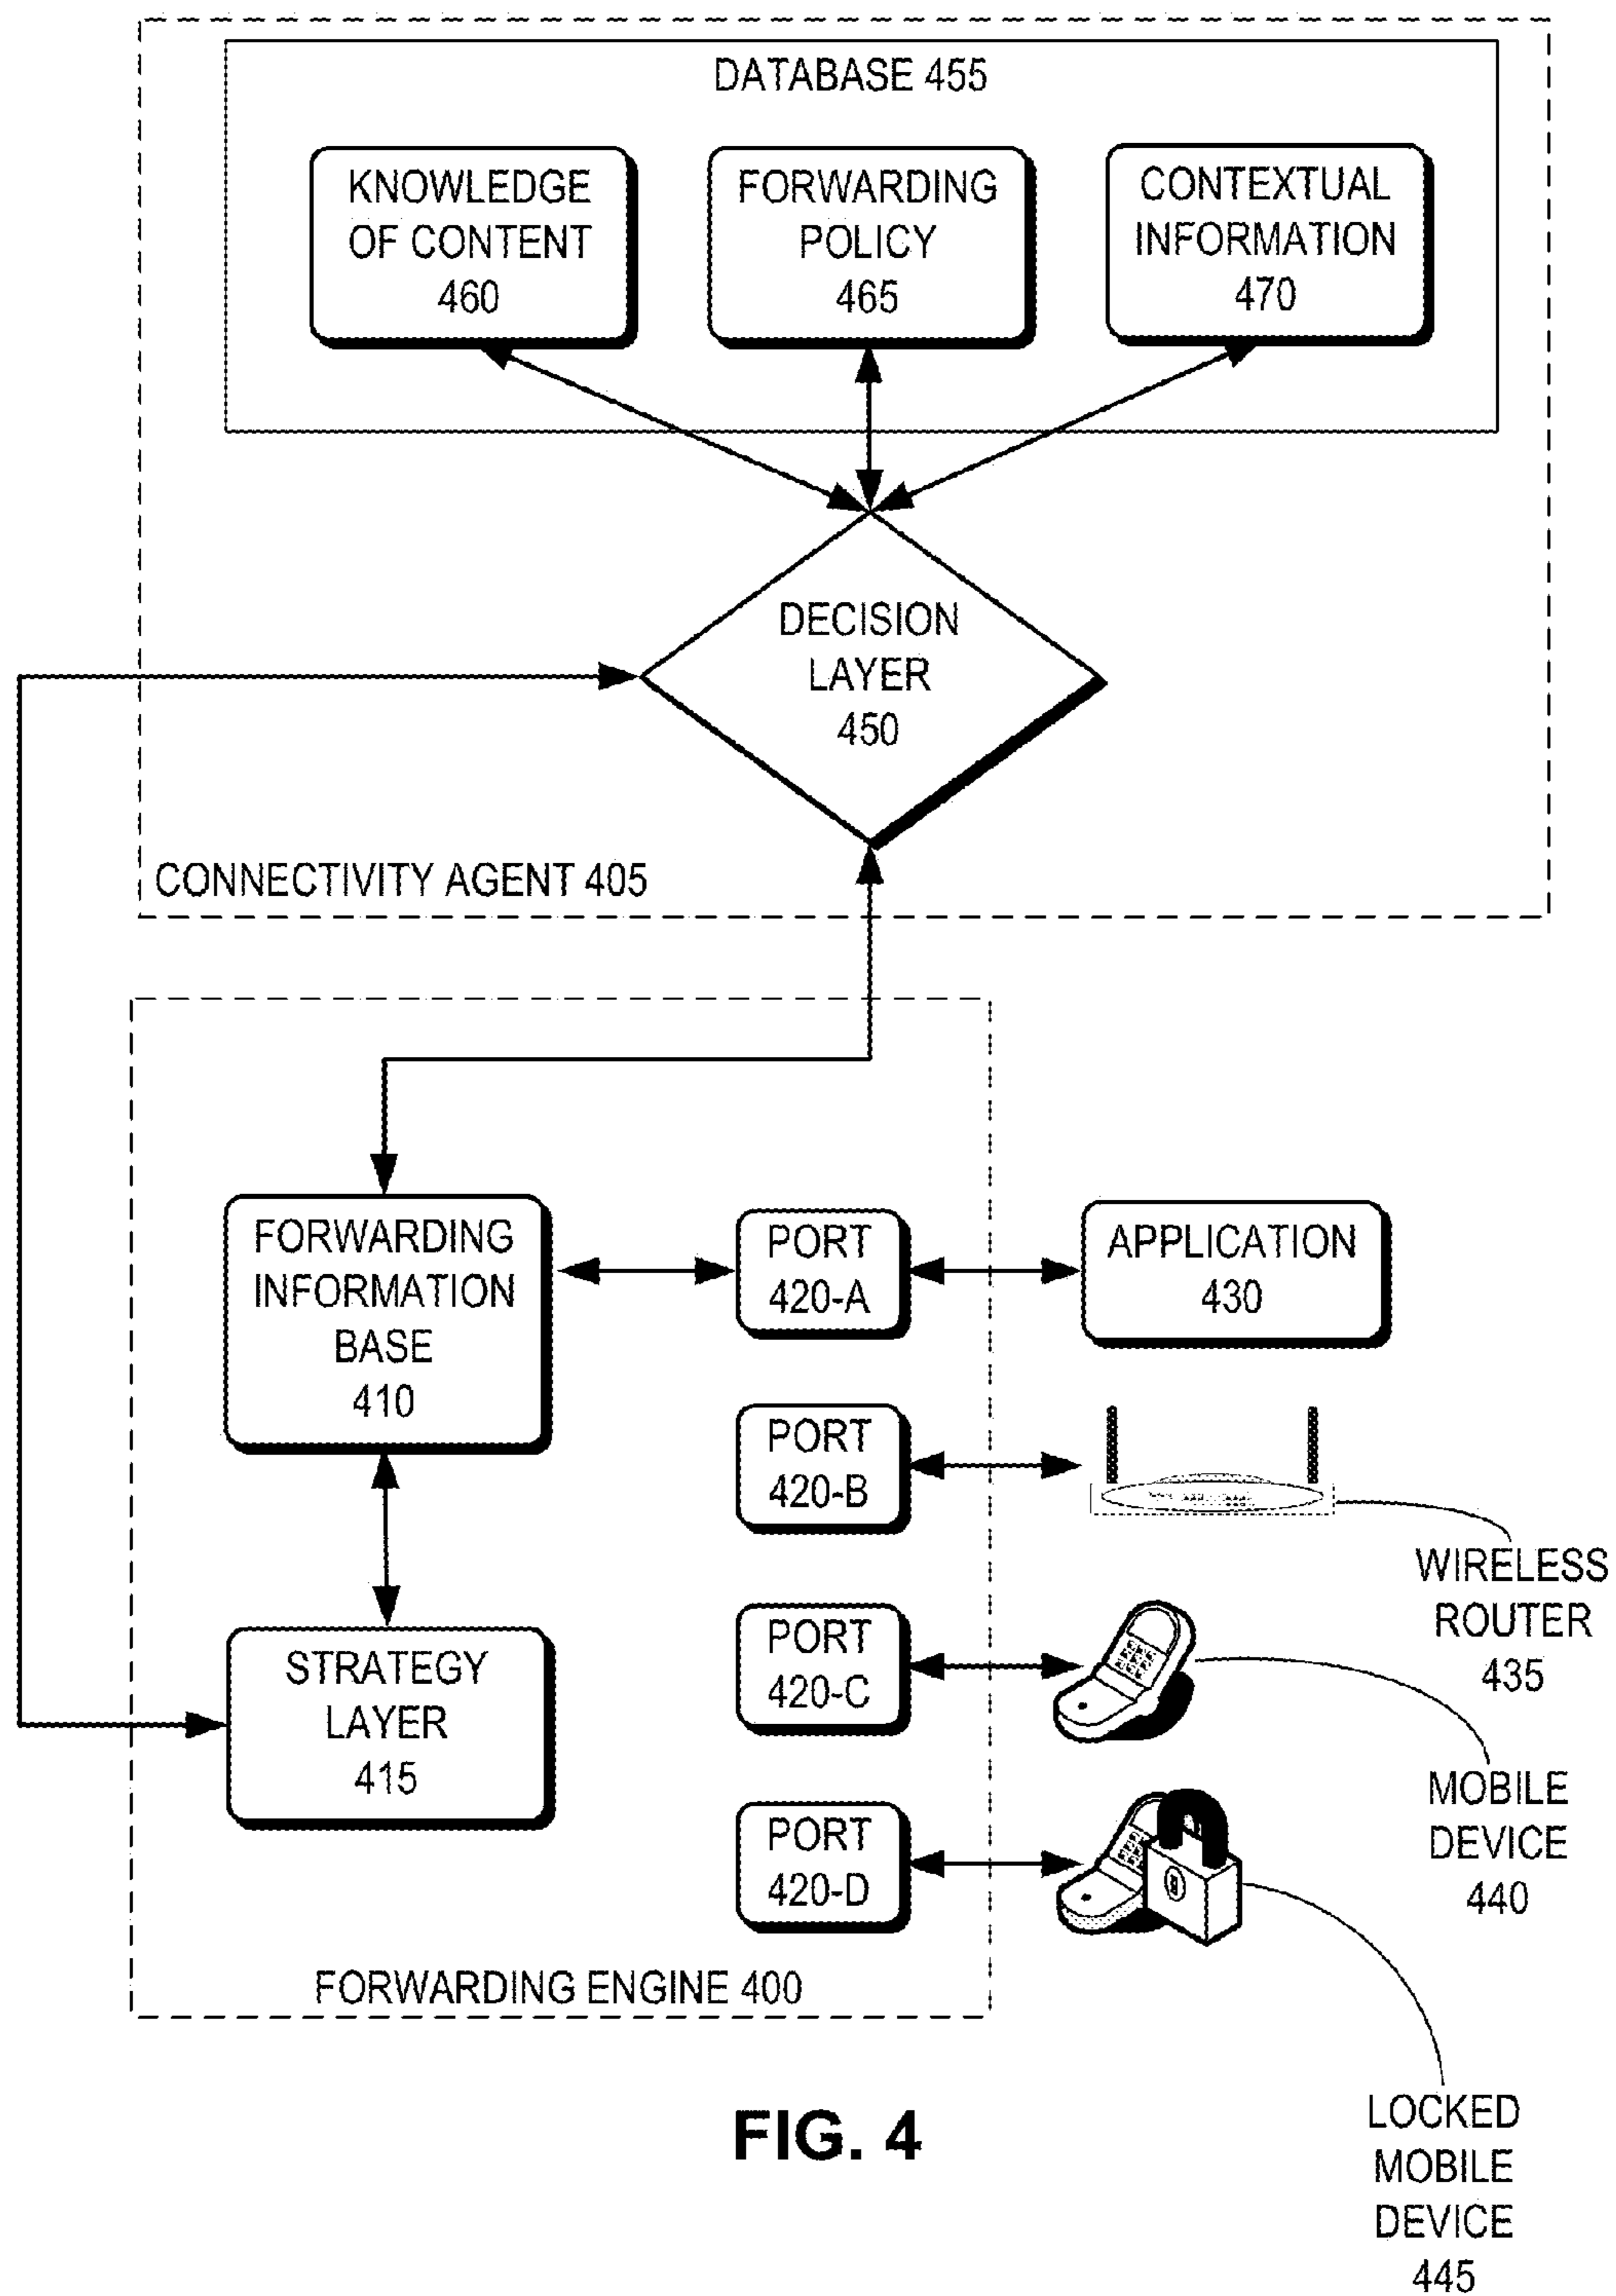 DATABASE 455
KNOWLEDGE
OF CONTENT
460
FORWARDING
POLICY
465
CONTEXTUAL
INFORMATION
470
DECISION
LAYER
450
CONNECTIVITY AGENT 405
FORWARDING
INFORMATION
BASE
410
PORT
420-A
APPLICATION
430
PORT
420-B
WIRELESS
ROUTER
435
STRATEGY
LAYER
415
PORT
420-C
MOBILE
DEVICE
440
PORT
420-D
FORWARDING ENGINE 400
LOCKED
MOBILE
DEVICE
445
FIG. 4